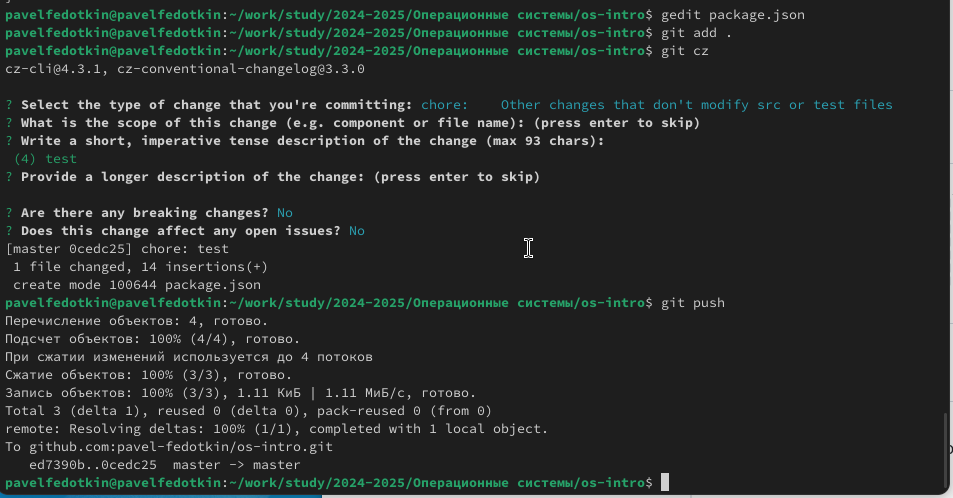 pavelfedotkin@pavelfedotkin:~/work/study/2024-2025/Операционные системы/os-intro$ gedit package.json
pavelfedotkin@pavelfedotkin:~/work/study/2024-2025/Операционные системы/os-intro$ git add .
pavelfedotkin@pavelfedotkin:~/work/study/2024-2025/Операционные системы/os-intro$ git cz
cz-cli@4.3.1, cz-conventional-changelog@3.3.0

? Select the type of change that you're committing: chore:    Other changes that don't modify src or test files
? What is the scope of this change (e.g. component or file name): (press enter to skip)
? Write a short, imperative tense description of the change (max 93 chars):
 (4) test
? Provide a longer description of the change: (press enter to skip)

? Are there any breaking changes? No
? Does this change affect any open issues? No
[master 0cedc25] chore: test
 1 file changed, 14 insertions(+)
 create mode 100644 package.json
pavelfedotkin@pavelfedotkin:~/work/study/2024-2025/Операционные системы/os-intro$ git push
Перечисление объектов: 4, готово.
Подсчет объектов: 100% (4/4), готово.
При сжатии изменений используется до 4 потоков
Сжатие объектов: 100% (3/3), готово.
Запись объектов: 100% (3/3), 1.11 КиБ | 1.11 МиБ/с, готово.
Total 3 (delta 1), reused 0 (delta 0), pack-reused 0 (from 0)
remote: Resolving deltas: 100% (1/1), completed with 1 local object.
To github.com:pavel-fedotkin/os-intro.git
   ed7390b..0cedc25  master -> master
pavelfedotkin@pavelfedotkin:~/work/study/2024-2025/Операционные системы/os-intro$